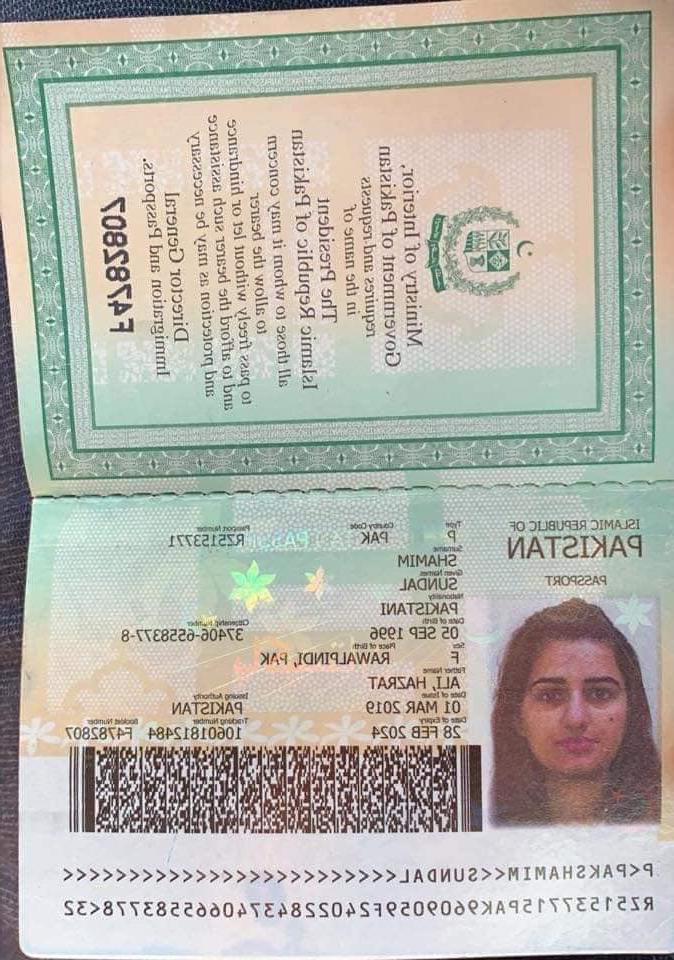 Ministry of Interior,
Government of Pakistan
requires and requests
in the name of
The President
Islamic Republic of Pakistan
all those to whom it may concern
to allow the bearer
to pass freely without let or hindrance
and to afford the bearer such assistance
and protection as may be necessary
Director General
Immigration and Passports.
F4782807
ISLAMIC REPUBLIC OF
PAKISTAN
PASSPORT
Type Country Code Passport Number
P PAK RZ5153771
Surname
SHAMIM
Given Names
SUNDAL
Nationality
PAKISTANI
Date of Birth Citizenship Number
05 SEP 1996 37406-6558377-8
Sex Place of Birth
F RAWALPINDI, PAK
Father Name
ALI, HAZRAT
Date of Issue Issuing Authority
01 MAR 2019 PAKISTAN
Date of Expiry Tracking Number Booklet Number
28 FEB 2024 10601812484 F4782807
P<PAKSHAMIM<<SUNDAL<<<<<<<<<<<<<<<<<<<<<<<<<
RZ51537715PAK9609059F24022843740665583778<32